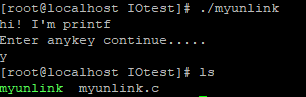 [root@localhost IOtest]# ./myunlink
hi! I'm printf
Enter anykey continue.....
y
[root@localhost IOtest]# ls
myunlink  myunlink.c